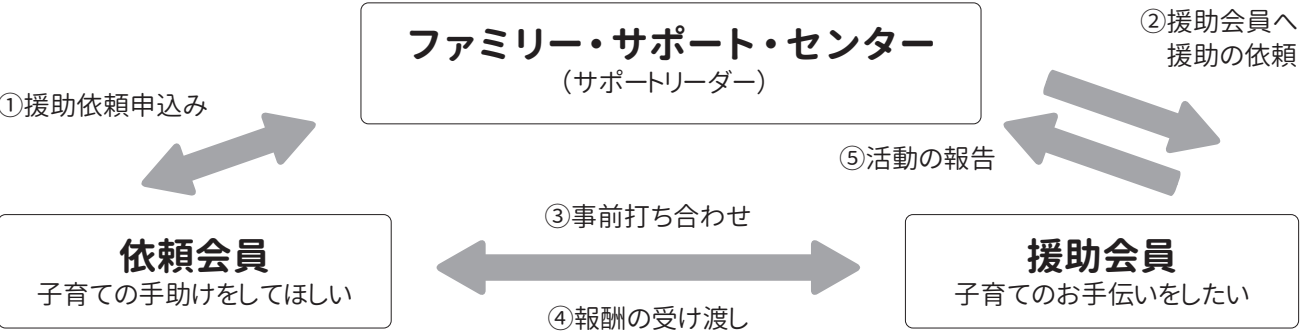 ファミリー・サポート・センター
（サポートリーダー）
②援助会員へ
援助の依頼
①援助依頼申込み
⑤活動の報告
③事前打ち合わせ
依頼会員
子育ての手助けをしてほしい
援助会員
子育てのお手伝いをしたい
④報酬の受け渡し